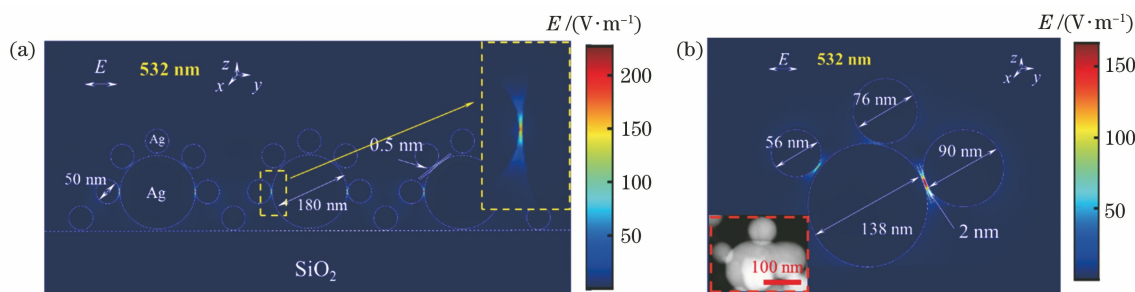 (a)
532 nm
E
z
x
y
Ag
50 nm
Ag
180 nm
0.5 nm
SiO₂
E /(V·m⁻¹)
200
150
100
50
(b)
532 nm
E
z
x
y
76 nm
56 nm
90 nm
138 nm
2 nm
100 nm
E /(V·m⁻¹)
150
100
50